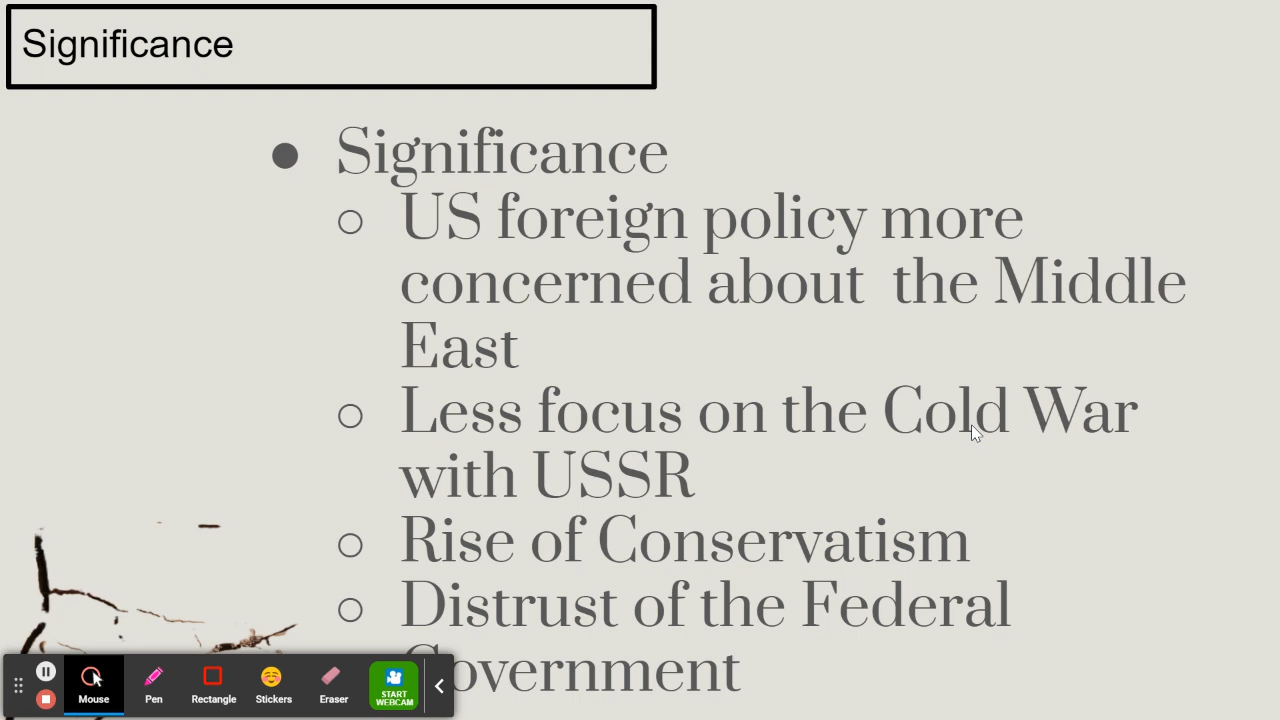 Significance
● Significance
○ US foreign policy more
concerned about  the Middle
East
○ Less focus on the Cold War
with USSR
○ Rise of Conservatism
○ Distrust of the Federal
Government
Mouse Pen Rectangle Stickers Eraser START WEBCAM